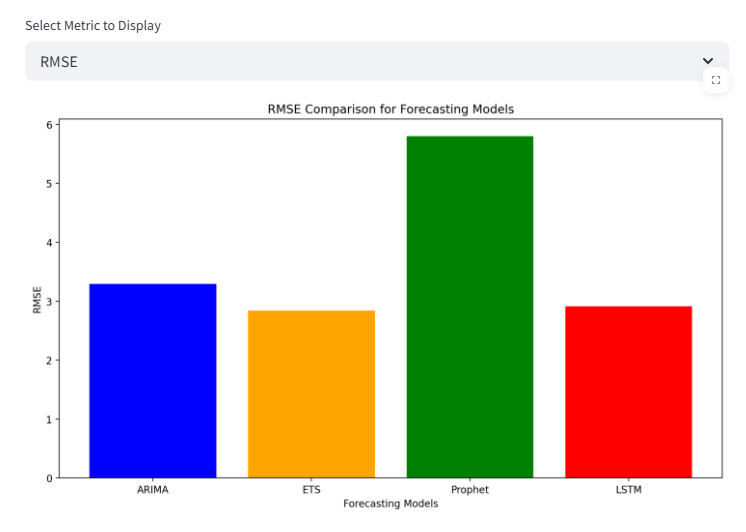 Select Metric to Display
RMSE
RMSE Comparison for Forecasting Models
6
5
4
3
2
1
0
RMSE
ARIMA ETS Prophet LSTM
Forecasting Models